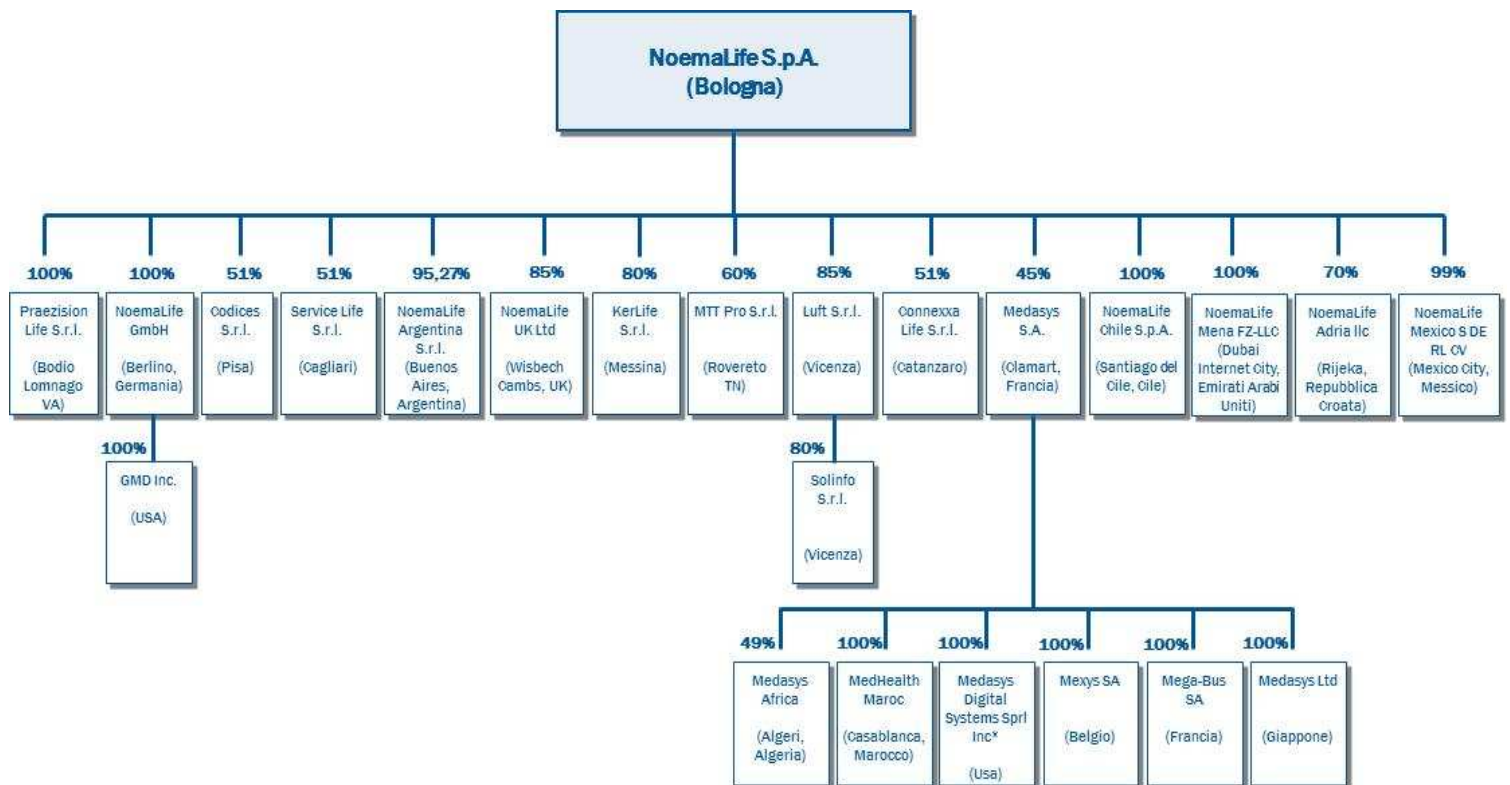 NoemaLife S.p.A.
(Bologna)
100%
100%
51%
51%
95,27%
85%
80%
60%
85%
51%
45%
100%
100%
70%
99%
Praezision
Life S.r.l.
(Bodio
Lomnago
VA)
NoemaLife
GmbH
(Berlino,
Germania)
Codices
S.r.l.
(Pisa)
Service Life
S.r.l.
(Cagliari)
NoemaLife
Argentina
S.r.l.
(Buenos
Aires,
Argentina)
NoemaLife
UK Ltd
(Wisbech
Cambs, UK)
KerLife
S.r.l.
(Messina)
MTT Pro S.r.l.
(Rovereto
TN)
Luft S.r.l.
(Vicenza)
Connexxa
Life S.r.l.
(Catanzaro)
Medasys
S.A.
(Clamart,
Francia)
NoemaLife
Chile S.p.A.
(Santiago del
Cile, Cile)
NoemaLife
Mena FZ-LLC
(Dubai
Internet City,
Emirati Arabi
Uniti)
NoemaLife
Adria llc
(Rijeka,
Repubblica
Croata)
NoemaLife
Mexico S DE
RL CV
(Mexico City,
Messico)
100%
GMD Inc.
(USA)
80%
Solinfo
S.r.l.
(Vicenza)
49%
100%
100%
100%
100%
100%
Medasys
Africa
(Algeri,
Algeria)
MedHealth
Maroc
(Casablanca,
Marocco)
Medasys
Digital
Systems Sprl
Inc*
(Usa)
Mexys SA
(Belgio)
Mega-Bus
SA
(Francia)
Medasys Ltd
(Giappone)